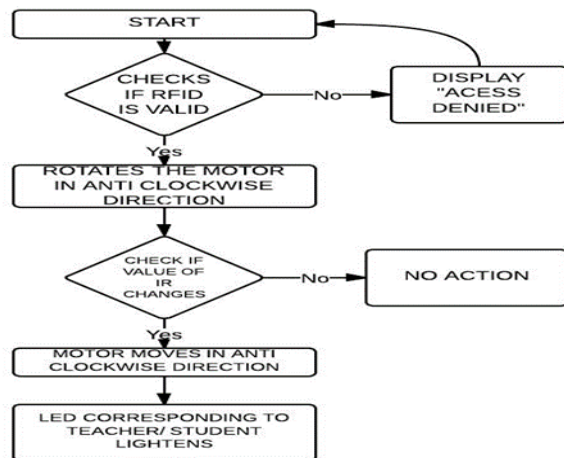 START
CHECKS
IF RFID
IS VALID
No
DISPLAY
"ACESS
DENIED"
Yes
ROTATES THE MOTOR
IN ANTI CLOCKWISE
DIRECTION
CHECK IF
VALUE OF
IR
CHANGES
No
NO ACTION
Yes
MOTOR MOVES IN ANTI
CLOCKWISE DIRECTION
LED CORRESPONDING TO
TEACHER/ STUDENT
LIGHTENS